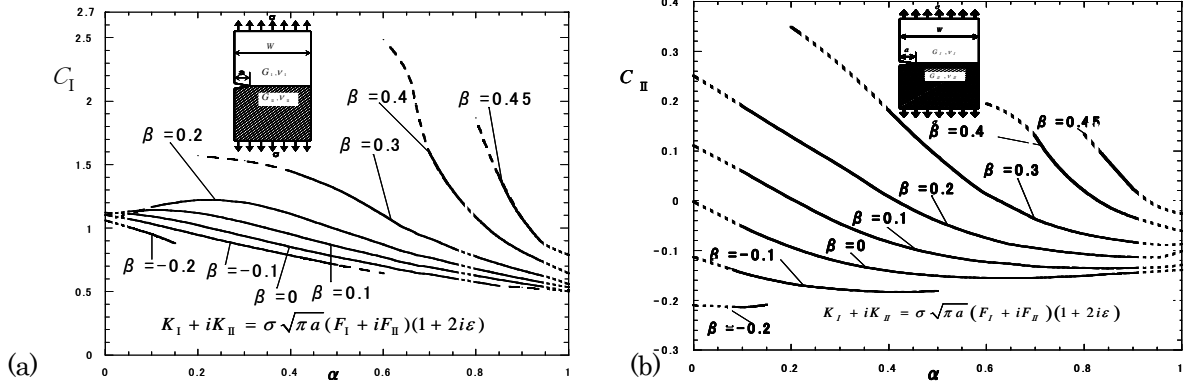 (a)
C_I
2.7
2.5
2
1.5
1
0.5
0
0
0.2
0.4
0.6
0.8
1
α
σ
W
a
G₁,ν₁
G₂,ν₂
σ
β=0.4
β=0.45
β=0.2
β=0.3
β=-0.2
β=-0.1
β=0
β=0.1
K_I + iK_II = σ√πa (F_I + iF_II)(1 + 2iε)
(b)
C_II
0.4
0.3
0.2
0.1
0
-0.1
-0.2
-0.3
0
0.2
0.4
0.6
0.8
1
α
W
a
β=0.4
β=0.45
β=0.3
β=0.2
β=0.1
β=0
β=-0.1
β=-0.2
K_I + iK_II = σ√πa (F_I + iF_II)(1 + 2iε)